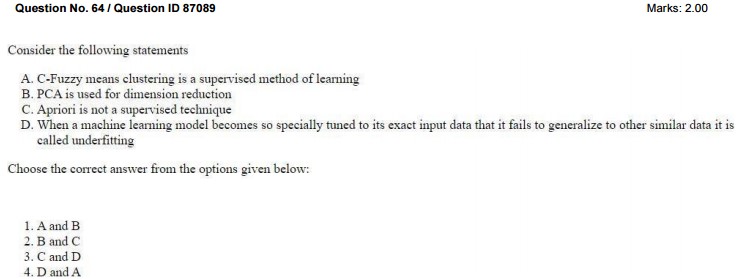 Question No. 64 / Question ID 87089 Marks: 2.00
Consider the following statements
A. C-Fuzzy means clustering is a supervised method of learning
B. PCA is used for dimension reduction
C. Apriori is not a supervised technique
D. When a machine learning model becomes so specially tuned to its exact input data that it fails to generalize to other similar data it is
called underfitting
Choose the correct answer from the options given below:
1. A and B
2. B and C
3. C and D
4. D and A